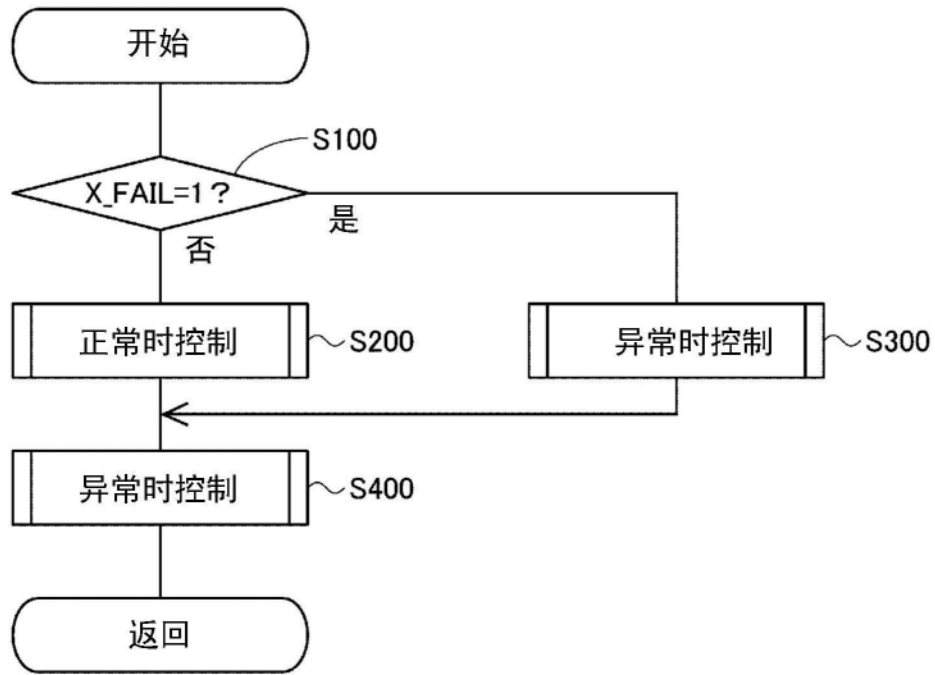 开始
S100
X_FAIL=1？
是
否
正常时控制
S200
异常时控制
S300
异常时控制
S400
返回